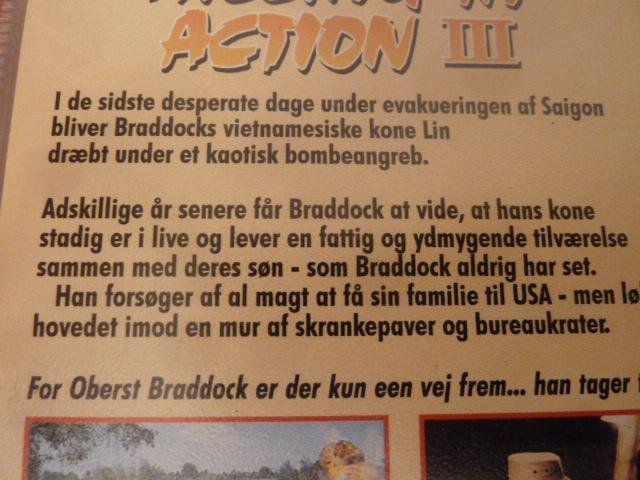 ACTION III
I de sidste desperate dage under evakueringen af Saigon
bliver Braddocks vietnamesiske kone Lin
dræbt under et kaotisk bombeangreb.
Adskillige år senere får Braddock at vide, at hans kone
stadig er i live og lever en fattig og ydmygende tilværelse
sammen med deres søn - som Braddock aldrig har set.
Han forsøger af al magt at få sin familie til USA - men
hovedet imod en mur af skrankepaver og bureaukrater.
For Oberst Braddock er der kun een vej frem... han tager